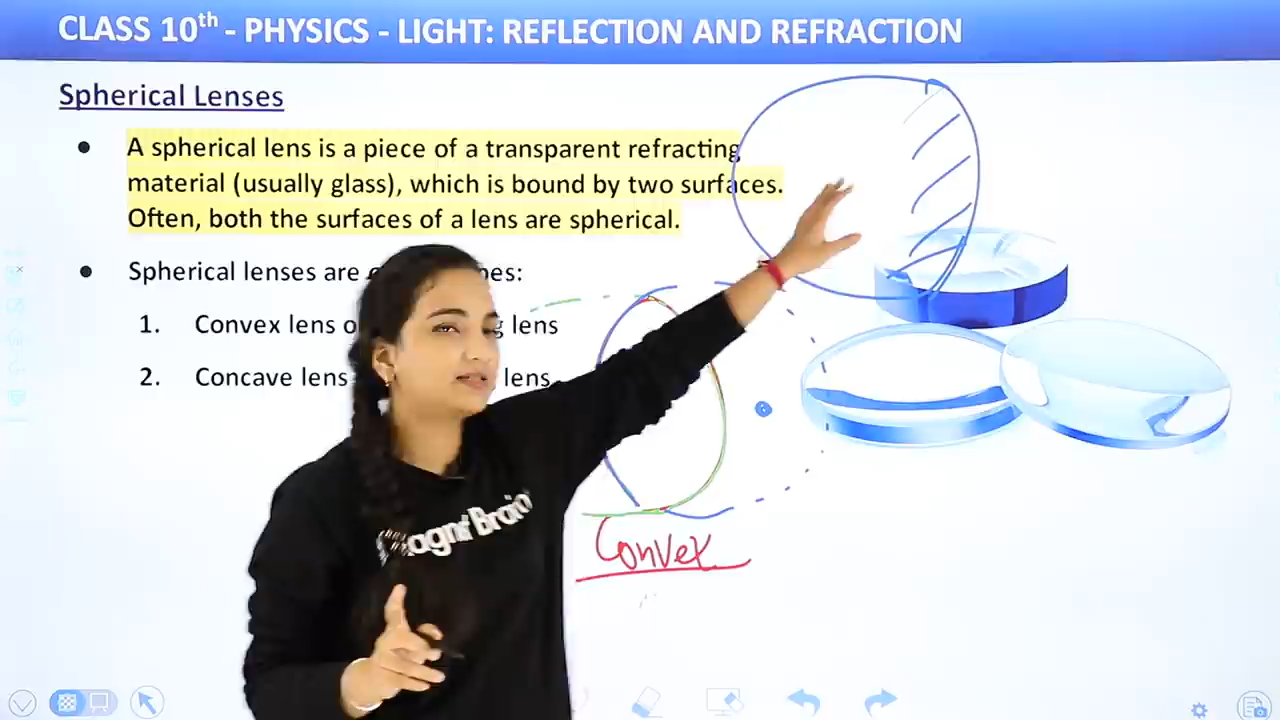 CLASS 10th - PHYSICS - LIGHT: REFLECTION AND REFRACTION
Spherical Lenses
● A spherical lens is a piece of a transparent refracting
material (usually glass), which is bound by two surfaces.
Often, both the surfaces of a lens are spherical.
● Spherical lenses are
1. Convex lens lens
2. Concave lens lens
Convex